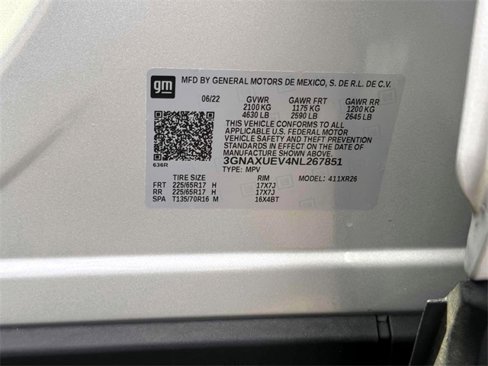 gm
MFD BY GENERAL MOTORS DE MEXICO, S. DE R.L. DE C.V.
06/22 GVWR GAWR FRT GAWR RR
2100 KG 1175 KG 1200 KG
4630 LB 2590 LB 2645 LB
THIS VEHICLE CONFORMS TO ALL
APPLICABLE U.S. FEDERAL MOTOR
VEHICLE SAFETY AND THEFT PREVENTION
STANDARDS IN EFFECT ON THE DATE OF
MANUFACTURE SHOWN ABOVE.
636R 3GNAXUEV4NL267851
TYPE: MPV MODEL: 411XR26
TIRE SIZE RIM
FRT 225/65R17 H 17X7J
RR 225/65R17 H 17X7J
SPA T135/70R16 M 16X4BT